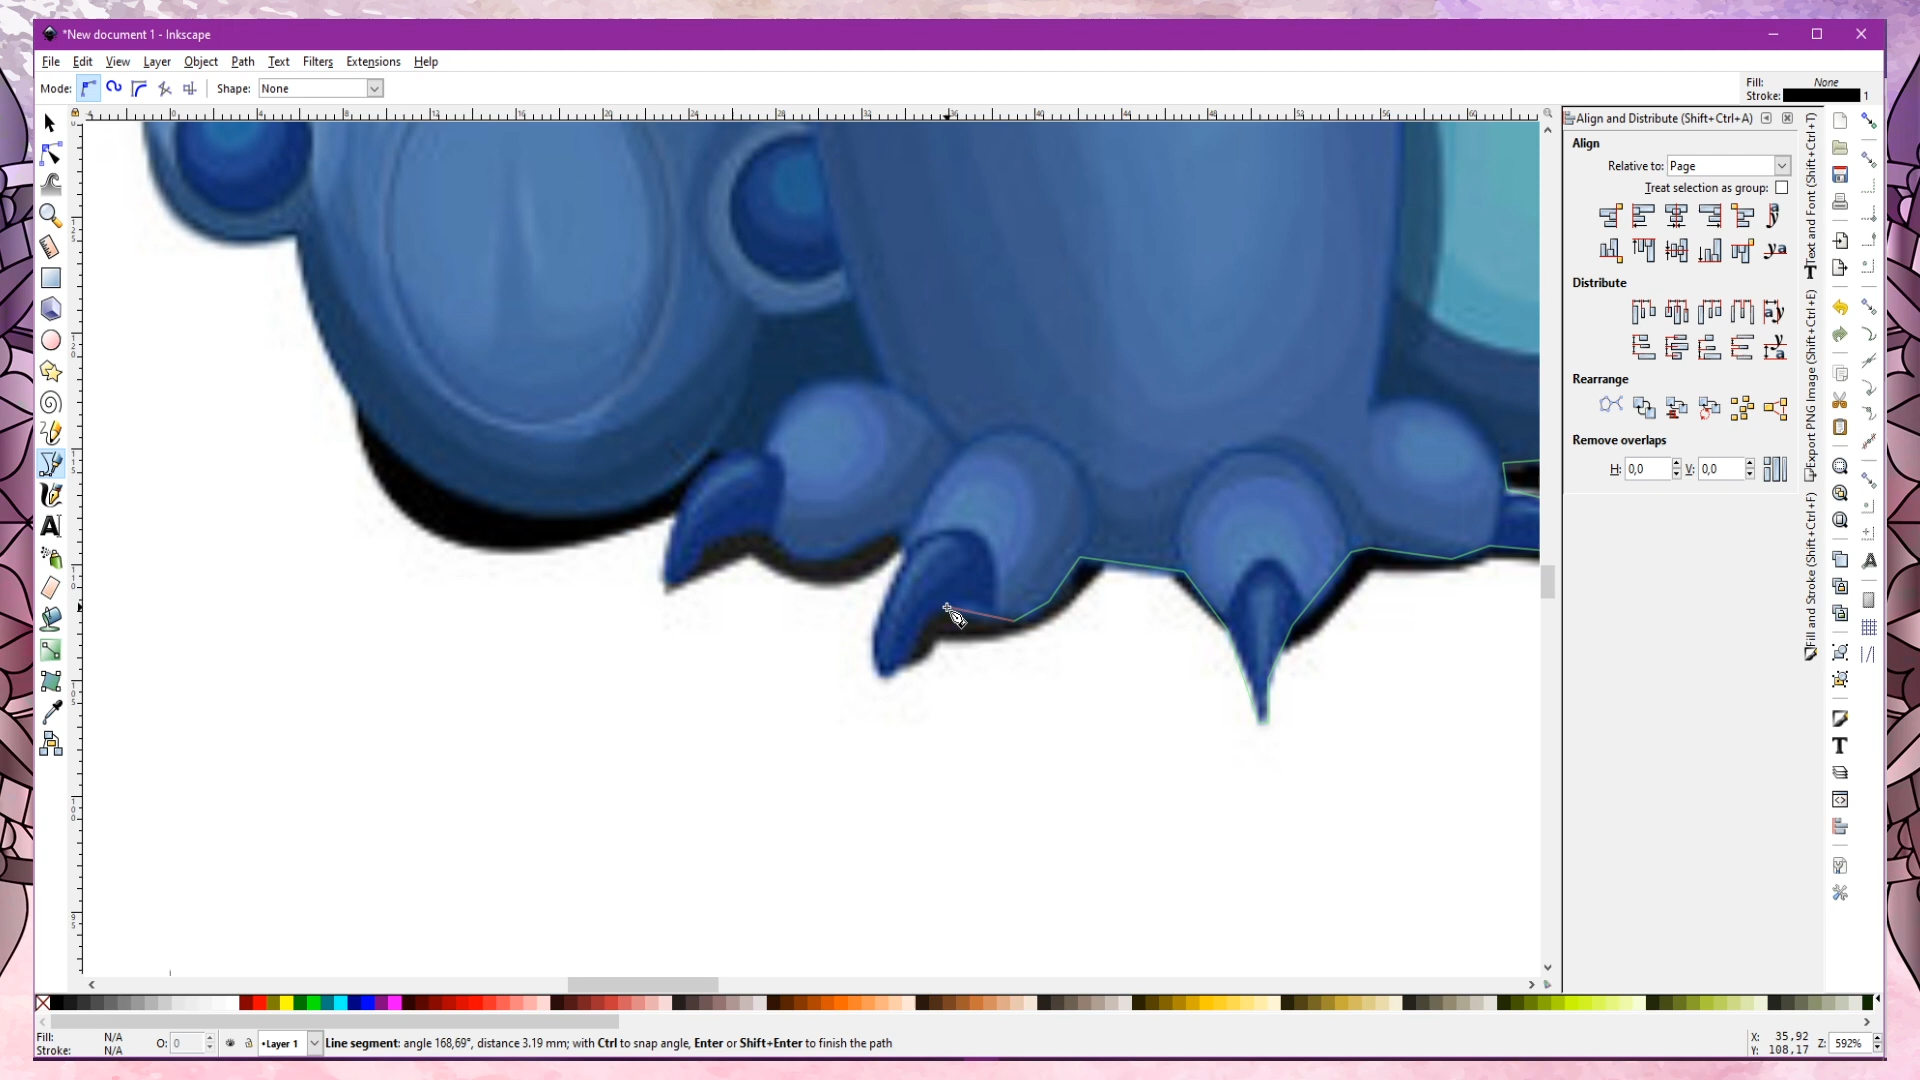 *New document 1 - Inkscape
File Edit View Layer Object Path Text Filters Extensions Help
Mode: Shape: None
Fill: None
Stroke: 1
Align and Distribute (Shift+Ctrl+A)
Align
Relative to: Page
Treat selection as group:
Distribute
Rearrange
Remove overlaps
H: 0,0 V: 0,0
Text and Font (Shift+Ctrl+T)
Export PNG Image (Shift+Ctrl+E)
Fill and Stroke (Shift+Ctrl+F)
Fill: N/A
Stroke: N/A
O: 0
•Layer 1
Line segment: angle 168,69°, distance 3.19 mm; with Ctrl to snap angle, Enter or Shift+Enter to finish the path
X: 35,92
Y: 108,17
Z: 592%